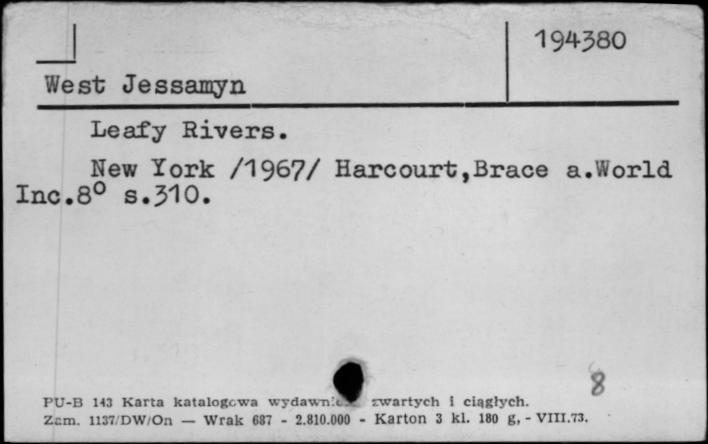 194380
West Jessamyn
Leafy Rivers.
New York /1967/ Harcourt,Brace a.World
Inc.8° s.310.
8
PU-B 143 Karta katalogowa zwartych i ciągłych.
Zam. 1137/DW/On — Wrak 687 - 2.810.000 - Karton 3 kl. 180 g, - VIII.73.